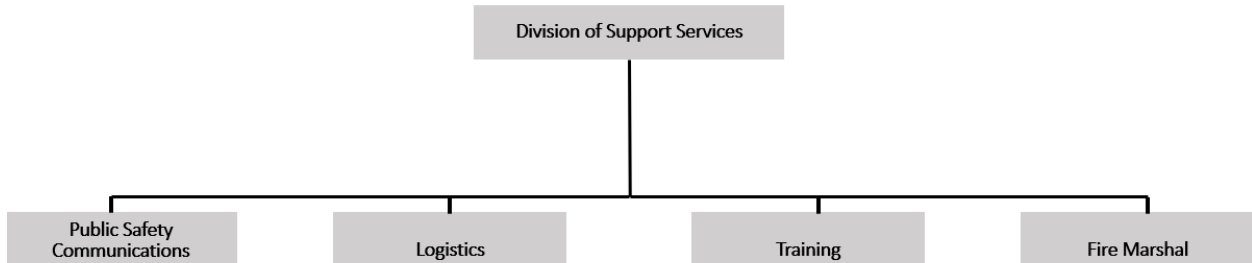 Division of Support Services
Public Safety
Communications
Logistics
Training
Fire Marshal